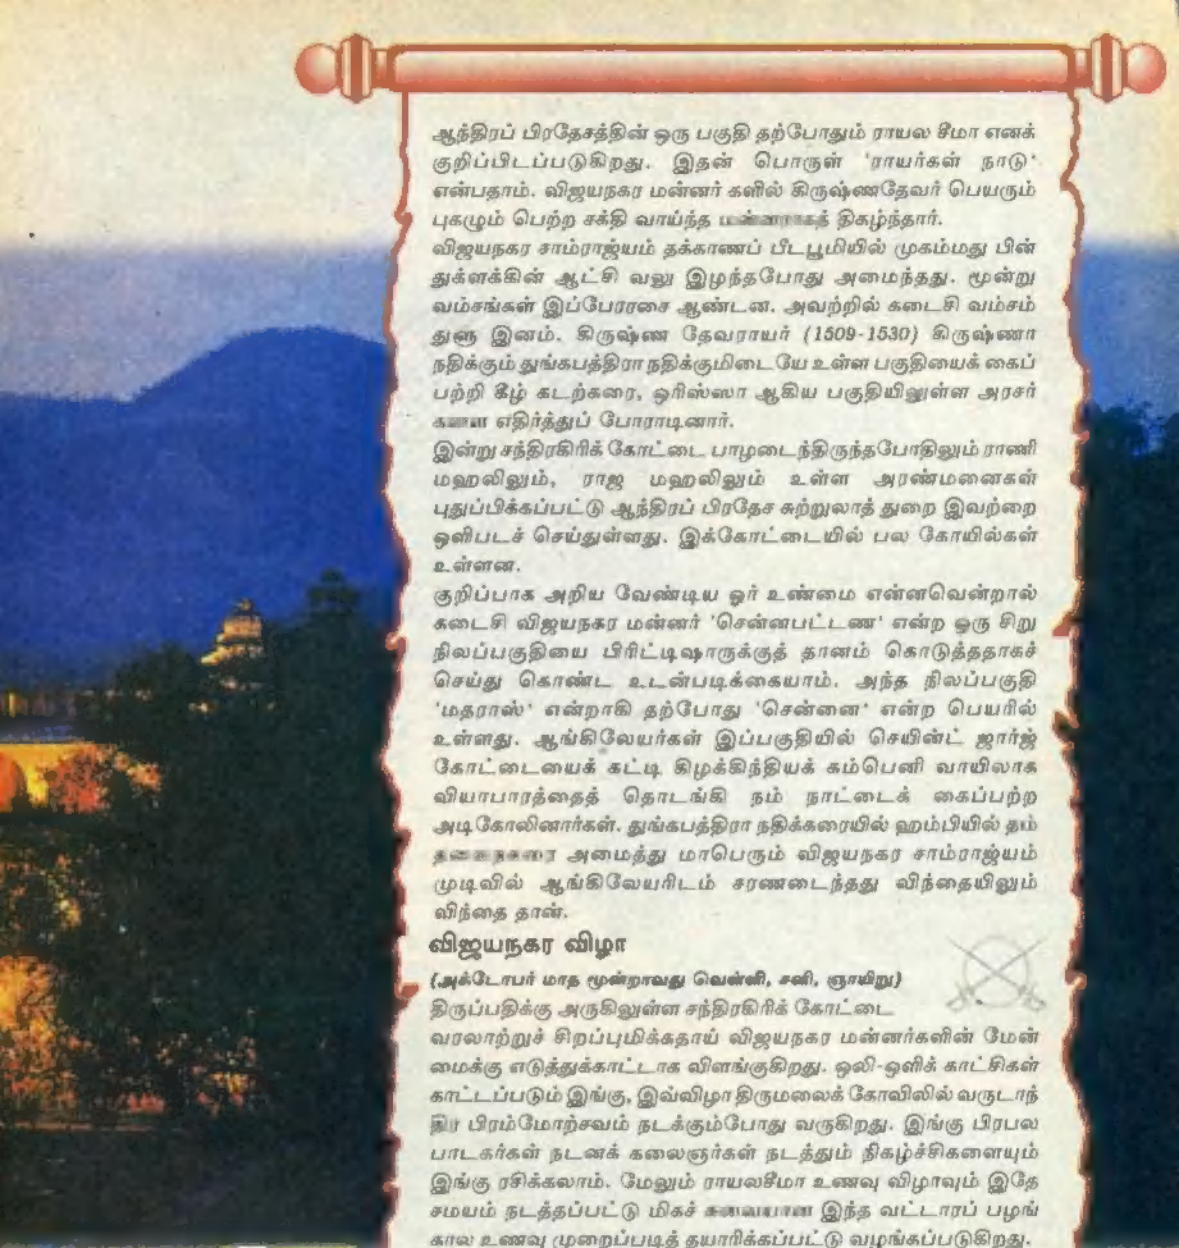 ஆந்திரப் பிரதேசத்தின் ஒரு பகுதி தற்போதும் ராயல சீமா எனக்
குறிப்பிடப்படுகிறது. இதன் பொருள் 'ராயர்கள் நாடு'
என்பதாம். விஜயநகர மன்னர் களில் கிருஷ்ணதேவர் பெயரும்
புகழும் பெற்ற சக்தி வாய்ந்த மன்னராகத் திகழ்ந்தார்.
விஜயநகர சாம்ராஜ்யம் தக்காணப் பீடபூமியில் முகம்மது பின்
துக்ளக்கின் ஆட்சி வலு இழந்தபோது அமைந்தது. மூன்று
வம்சங்கள் இப்பேரரசை ஆண்டன. அவற்றில் கடைசி வம்சம்
துளு இனம். கிருஷ்ண தேவராயர் (1509-1530) கிருஷ்ணா
நதிக்கும் துங்கபத்திரா நதிக்குமிடையே உள்ள பகுதியைக் கைப்
பற்றி கீழ் கடற்கரை, ஒரிஸ்ஸா ஆகிய பகுதியிலுள்ள அரசர்
களை எதிர்த்துப் போராடினார்.
இன்று சந்திரகிரிக் கோட்டை பாழடைந்திருந்தபோதிலும் ராணி
மஹலிலும், ராஜ மஹலிலும் உள்ள அரண்மனைகள்
புதுப்பிக்கப்பட்டு ஆந்திரப் பிரதேச சுற்றுலாத் துறை இவற்றை
ஒளிபடச் செய்துள்ளது. இக்கோட்டையில் பல கோயில்கள்
உள்ளன.
குறிப்பாக அறிய வேண்டிய ஓர் உண்மை என்னவென்றால்
கடைசி விஜயநகர மன்னர் 'சென்னபட்டண' என்ற ஒரு சிறு
நிலப்பகுதியை பிரிட்டிஷாருக்குத் தானம் கொடுத்ததாகச்
செய்து கொண்ட உடன்படிக்கையாம். அந்த நிலப்பகுதி
'மதராஸ்' என்றாகி தற்போது 'சென்னை' என்ற பெயரில்
உள்ளது. ஆங்கிலேயர்கள் இப்பகுதியில் செயின்ட் ஜார்ஜ்
கோட்டையைக் கட்டி கிழக்கிந்தியக் கம்பெனி வாயிலாக
வியாபாரத்தைத் தொடங்கி நம் நாட்டைக் கைப்பற்ற
அடிகோலினார்கள். துங்கபத்திரா நதிக்கரையில் ஹம்பியில் தம்
அமைத்து மாபெரும் விஜயநகர சாம்ராஜ்யம்
முடிவில் ஆங்கிலேயரிடம் சரணடைந்தது விந்தையிலும்
விந்தை தான்.
விஜயநகர விழா
(அக்டோபர் மாத மூன்றாவது வெள்ளி, சனி, ஞாயிறு)
திருப்பதிக்கு அருகிலுள்ள சந்திரகிரிக் கோட்டை
வரலாற்றுச் சிறப்புமிக்கதாய் விஜயநகர மன்னர்களின் மேன்
மைக்கு எடுத்துக்காட்டாக விளங்குகிறது. ஒலி-ஒளிக் காட்சிகள்
காட்டப்படும் இங்கு, இவ்விழா திருமலைக் கோவிலில் வருடாந்
திர பிரம்மோற்சவம் நடக்கும்போது வருகிறது. இங்கு பிரபல
பாடகர்கள் நடனக் கலைஞர்கள் நடத்தும் நிகழ்ச்சிகளையும்
இங்கு ரசிக்கலாம். மேலும் ராயலசீமா உணவு விழாவும் இதே
சமயம் நடத்தப்பட்டு மிகச் சுவையான இந்த வட்டாரப் பழங்
கால உணவு முறைப்படித் தயாரிக்கப்பட்டு வழங்கப்படுகிறது.